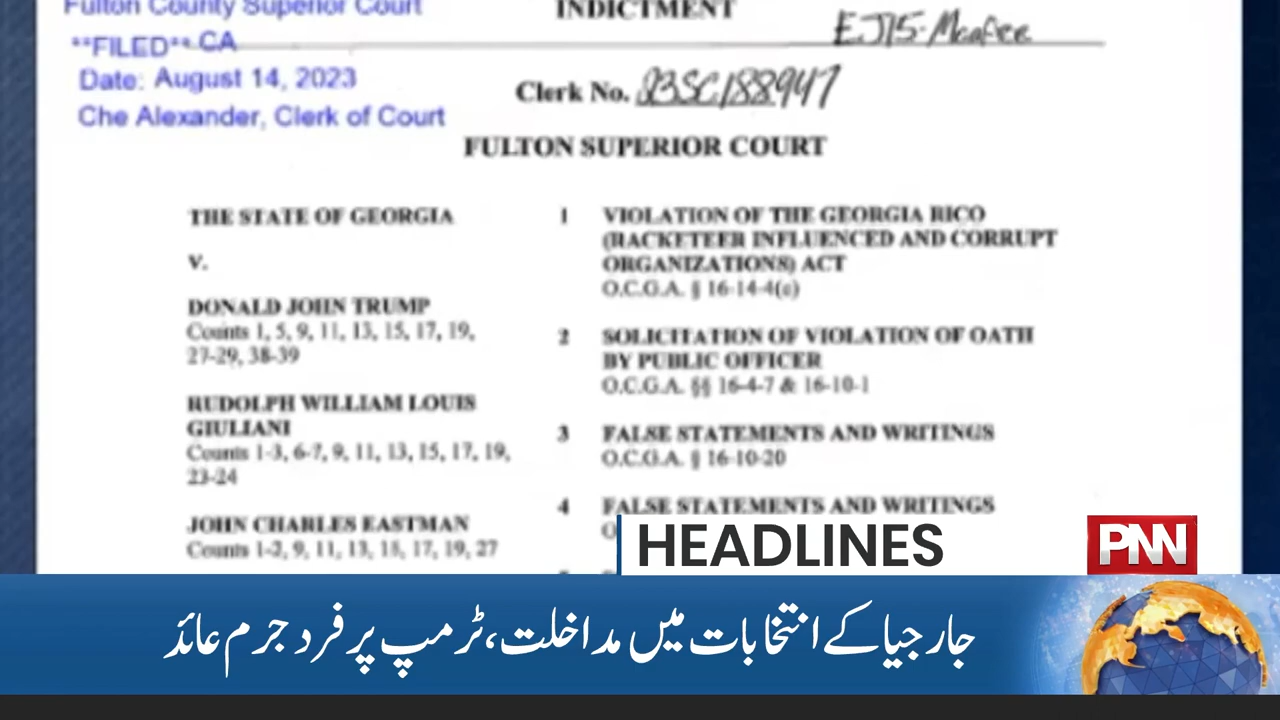 Fulton County Superior Court
**FILED** CA
Date: August 14, 2023
Che Alexander, Clerk of Court
INDICTMENT
EJ15-Mcafee
Clerk No. 23SC188947
FULTON SUPERIOR COURT
THE STATE OF GEORGIA
v.
DONALD JOHN TRUMP
Counts 1, 5, 9, 11, 13, 15, 17, 19,
27-29, 38-39
RUDOLPH WILLIAM LOUIS
GIULIANI
Counts 1-3, 6-7, 9, 11, 13, 15, 17, 19,
23-24
JOHN CHARLES EASTMAN
Counts 1-2, 9, 11, 13, 15, 17, 19, 27
1 VIOLATION OF THE GEORGIA RICO
(RACKETEER INFLUENCED AND CORRUPT
ORGANIZATIONS) ACT
O.C.G.A. § 16-14-4(c)
2 SOLICITATION OF VIOLATION OF OATH
BY PUBLIC OFFICER
O.C.G.A. §§ 16-4-7 & 16-10-1
3 FALSE STATEMENTS AND WRITINGS
O.C.G.A. § 16-10-20
4 FALSE STATEMENTS AND WRITINGS
HEADLINES
PNN
جارجیا کے انتخابات میں مداخلت، ٹرمپ پر فرد جرم عائد